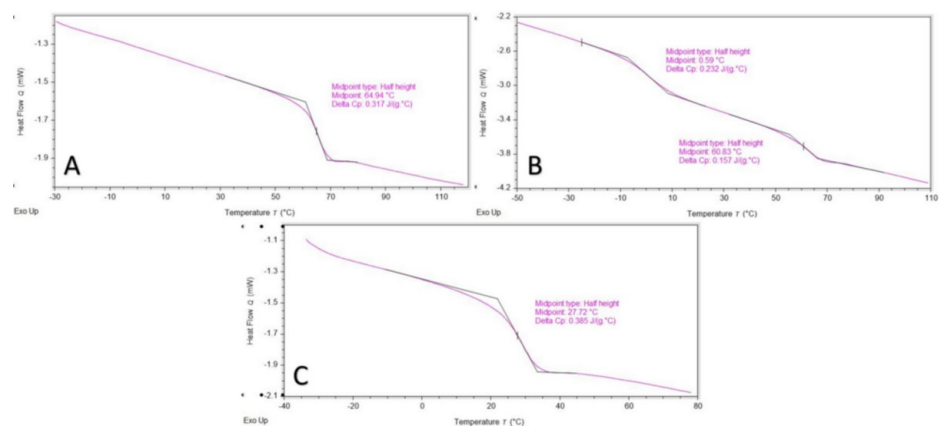 -1.3
-1.5
-1.7
-1.9
Heat Flow Q (mW)
Midpoint type: Half height
Midpoint: 64.94 °C
Delta Cp: 0.317 J/(g.°C)
A
-30
-10
10
30
50
70
90
110
Exo Up
Temperature T (°C)
-2.2
-2.6
-3.0
-3.4
-3.8
-4.2
Heat Flow Q (mW)
Midpoint type: Half height
Midpoint: 0.59 °C
Delta Cp: 0.232 J/(g.°C)
Midpoint type: Half height
Midpoint: 60.83 °C
Delta Cp: 0.157 J/(g.°C)
B
-50
-30
-10
10
30
50
70
90
110
Exo Up
Temperature T (°C)
-1.1
-1.3
-1.5
-1.7
-1.9
-2.1
Heat Flow Q (mW)
Midpoint type: Half height
Midpoint: 27.72 °C
Delta Cp: 0.385 J/(g.°C)
C
-40
-20
0
20
40
60
80
Exo Up
Temperature T (°C)